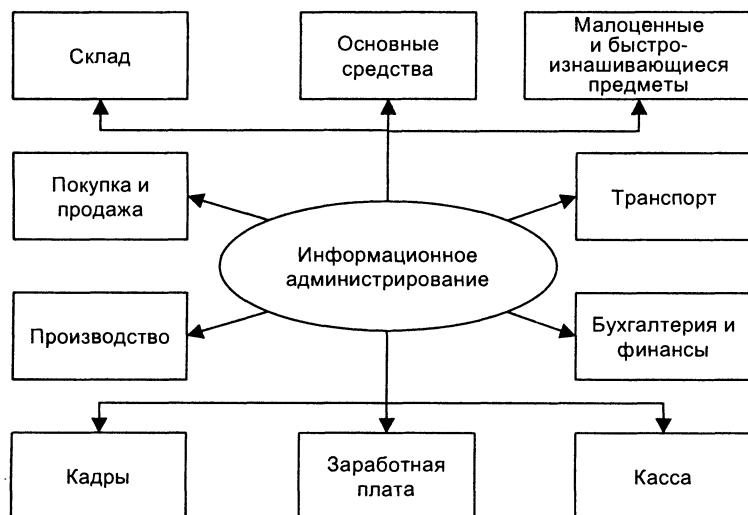 Склад
Основные
средства
Малоценные
и быстро-
изнашивающиеся
предметы
Покупка и
продажа
Транспорт
Информационное
администрирование
Производство
Бухгалтерия и
финансы
Кадры
Заработная
плата
Касса